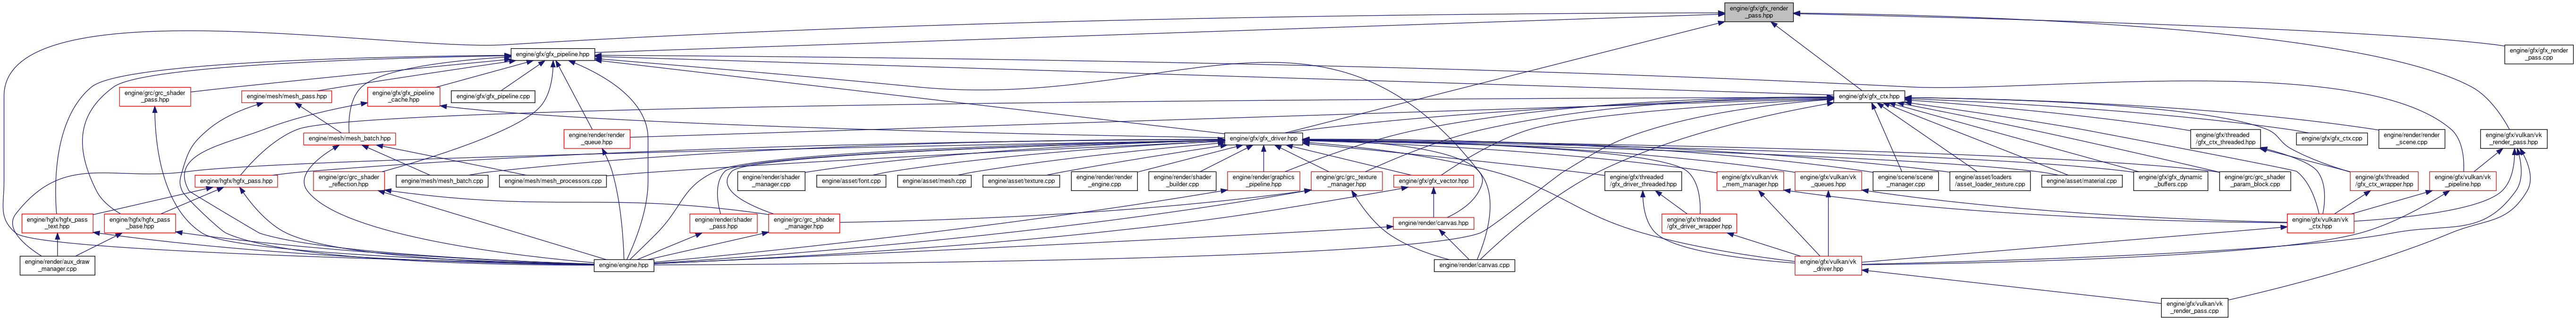 engine/gfx/gfx_render
_pass.hpp
engine/gfx/gfx_pipeline.hpp
engine/gfx/gfx_render
_pass.cpp
engine/grc/grc_shader
_pass.hpp
engine/mesh/mesh_pass.hpp
engine/gfx/gfx_pipeline
_cache.hpp
engine/gfx/gfx_pipeline.cpp
engine/gfx/gfx_ctx.hpp
engine/mesh/mesh_batch.hpp
engine/render/render
_queue.hpp
engine/gfx/gfx_driver.hpp
engine/gfx/threaded
/gfx_ctx_threaded.hpp
engine/gfx/gfx_ctx.cpp
engine/render/render
_scene.cpp
engine/gfx/vulkan/vk
_render_pass.hpp
engine/hgfx/hgfx_pass.hpp
engine/grc/grc_shader
_reflection.hpp
engine/mesh/mesh_batch.cpp
engine/mesh/mesh_processors.cpp
engine/render/shader
_manager.cpp
engine/asset/font.cpp
engine/asset/mesh.cpp
engine/asset/texture.cpp
engine/render/render
_engine.cpp
engine/render/shader
_builder.cpp
engine/render/graphics
_pipeline.hpp
engine/grc/grc_texture
_manager.hpp
engine/gfx/gfx_vector.hpp
engine/gfx/threaded
/gfx_driver_threaded.hpp
engine/gfx/vulkan/vk
_mem_manager.hpp
engine/gfx/vulkan/vk
_queues.hpp
engine/scene/scene
_manager.cpp
engine/asset/loaders
/asset_loader_texture.cpp
engine/asset/material.cpp
engine/gfx/gfx_dynamic
_buffers.cpp
engine/grc/grc_shader
_param_block.cpp
engine/gfx/threaded
/gfx_ctx_wrapper.hpp
engine/gfx/vulkan/vk
_pipeline.hpp
engine/hgfx/hgfx_pass
_text.hpp
engine/hgfx/hgfx_pass
_base.hpp
engine/render/shader
_pass.hpp
engine/grc/grc_shader
_manager.hpp
engine/render/canvas.hpp
engine/gfx/threaded
/gfx_driver_wrapper.hpp
engine/gfx/vulkan/vk
_ctx.hpp
engine/render/aux_draw
_manager.cpp
engine/engine.hpp
engine/render/canvas.cpp
engine/gfx/vulkan/vk
_driver.hpp
engine/gfx/vulkan/vk
_render_pass.cpp